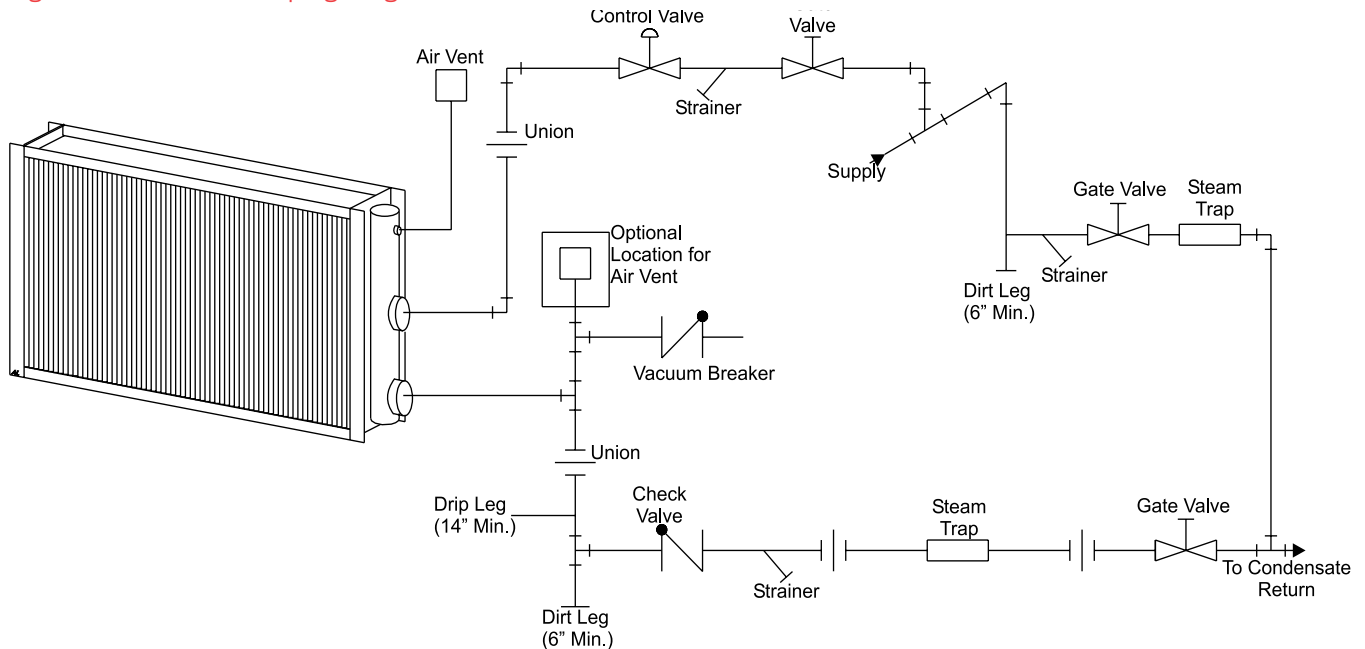 Control Valve
Valve
Air Vent
Strainer
Union
Supply
Gate Valve
Steam
Trap
Optional
Location for
Air Vent
Strainer
Dirt Leg
(6” Min.)
Vacuum Breaker
Union
Drip Leg
(14” Min.)
Check
Valve
Steam
Trap
Gate Valve
Strainer
To Condensate
Return
Dirt Leg
(6” Min.)